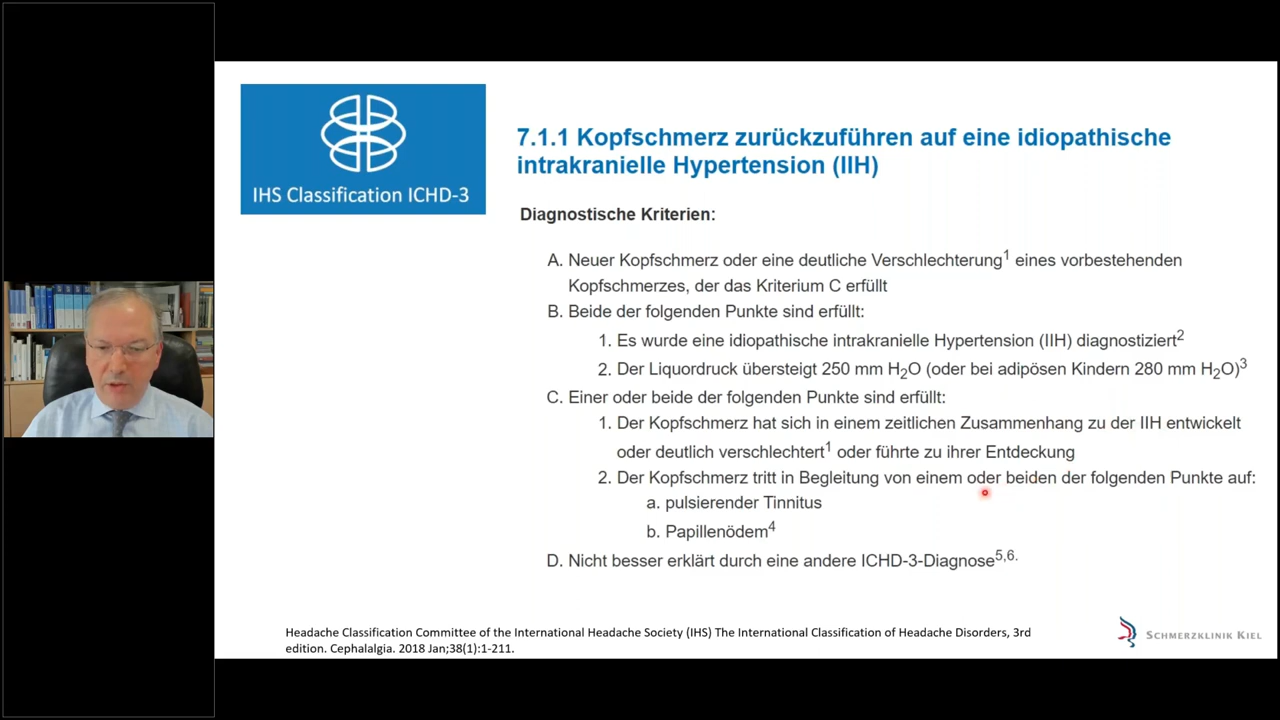 IHS Classification ICHD-3
7.1.1 Kopfschmerz zurückzuführen auf eine idiopathische
intrakranielle Hypertension (IIH)
Diagnostische Kriterien:
A. Neuer Kopfschmerz oder eine deutliche Verschlechterung¹ eines vorbestehenden
Kopfschmerzes, der das Kriterium C erfüllt
B. Beide der folgenden Punkte sind erfüllt:
1. Es wurde eine idiopathische intrakranielle Hypertension (IIH) diagnostiziert²
2. Der Liquordruck übersteigt 250 mm H₂O (oder bei adipösen Kindern 280 mm H₂O)³
C. Einer oder beide der folgenden Punkte sind erfüllt:
1. Der Kopfschmerz hat sich in einem zeitlichen Zusammenhang zu der IIH entwickelt
oder deutlich verschlechtert¹ oder führte zu ihrer Entdeckung
2. Der Kopfschmerz tritt in Begleitung von einem oder beiden der folgenden Punkte auf:
a. pulsierender Tinnitus
b. Papillenödem⁴
D. Nicht besser erklärt durch eine andere ICHD-3-Diagnose⁵,⁶.
Headache Classification Committee of the International Headache Society (IHS) The International Classification of Headache Disorders, 3rd
edition. Cephalalgia. 2018 Jan;38(1):1-211.
SCHMERZKLINIK KIEL